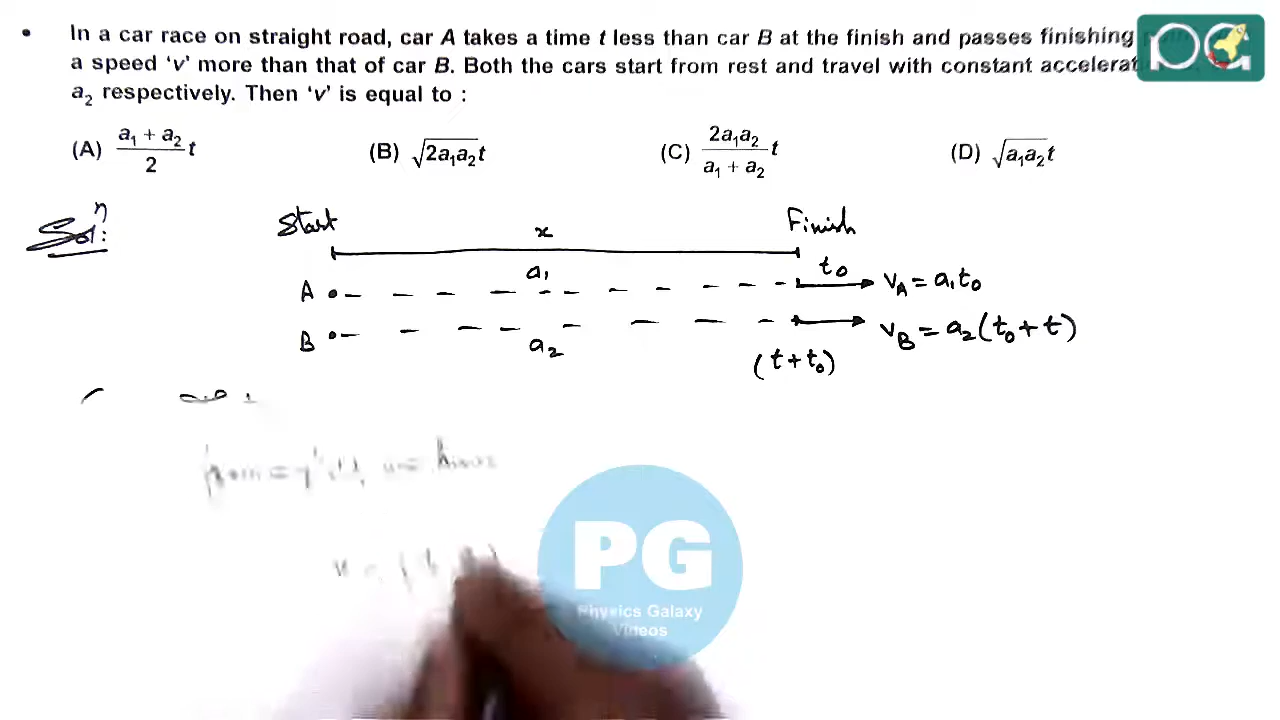 • In a car race on straight road, car A takes a time t less than car B at the finish and passes finishing
a speed 'v' more than that of car B. Both the cars start from rest and travel with constant
a₂ respectively. Then 'v' is equal to :
(A) (a₁ + a₂)/2 t (B) √(2a₁a₂) t (C) 2a₁a₂/(a₁ + a₂) t (D) √(a₁a₂) t
PG
Solⁿ:
Start x Finish
A a₁ t₀ v_A = a₁t₀
B a₂ (t+t₀) v_B = a₂(t₀+t)
PG
Physics Galaxy
Videos